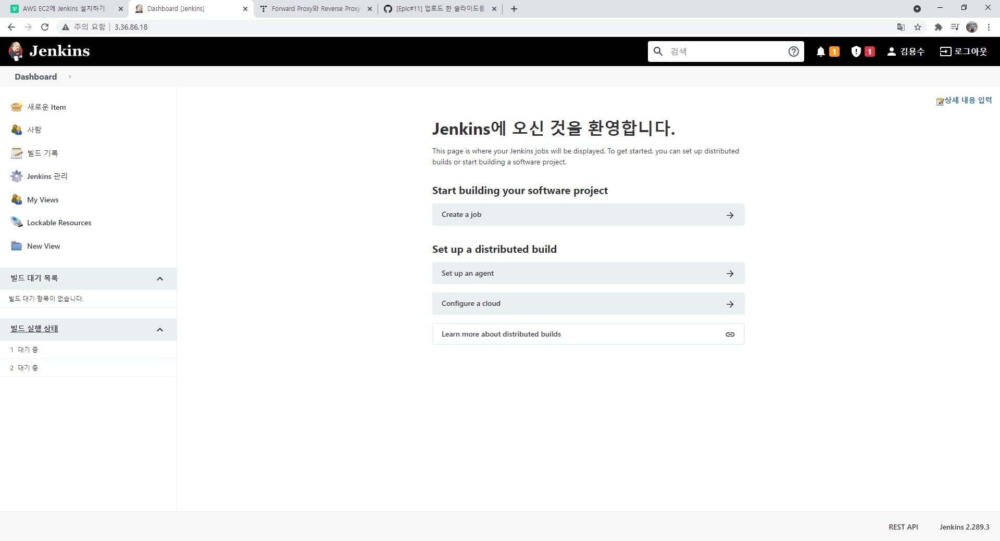 AWS EC2에 Jenkins 설치하기
Dashboard [Jenkins]
Forward Proxy와 Reverse Proxy
[Epic#11] 업로드 한 슬라이드를
주의 요함
3.36.86.18
Jenkins
검색
1
1
김용수
로그아웃
Dashboard
새로운 Item
사람
빌드 기록
Jenkins 관리
My Views
Lockable Resources
New View
빌드 대기 목록
빌드 대기 항목이 없습니다.
빌드 실행 상태
1 대기 중
2 대기 중
상세 내용 입력
Jenkins에 오신 것을 환영합니다.
This page is where your Jenkins jobs will be displayed. To get started, you can set up distributed
builds or start building a software project.
Start building your software project
Create a job
Set up a distributed build
Set up an agent
Configure a cloud
Learn more about distributed builds
REST API
Jenkins 2.289.3